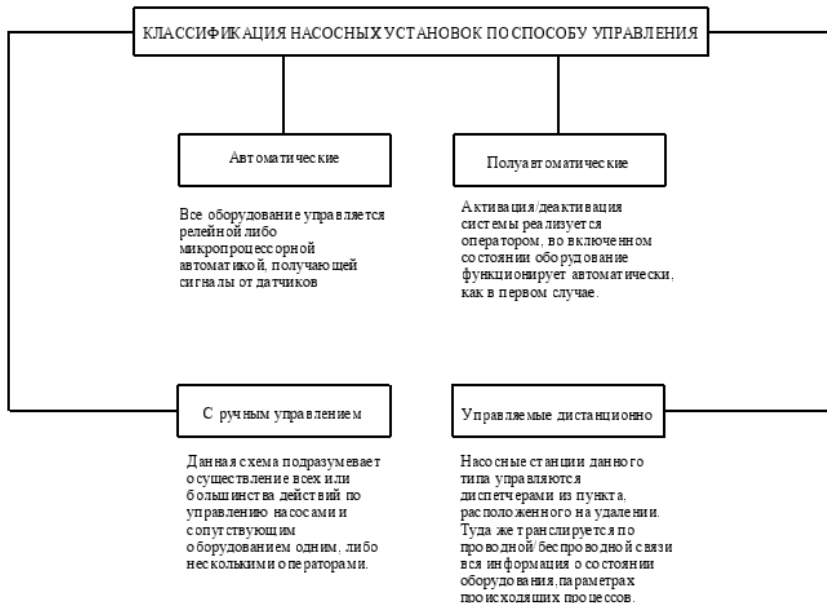 КЛАССИФИКАЦИЯ НАСОСНЫХ УСТАНОВОК ПО СПОСОБУ УПРАВЛЕНИЯ
Автоматические
Все оборудование управляется
релейной либо
микропроцессорной
автоматикой, получающей
сигналы от датчиков
Полуавтоматические
Активация/деактивация
системы реализуется
оператором, во включенном
состоянии оборудование
функционирует автоматически,
как в первом случае.
С ручным управлением
Данная схема подразумевает
осуществление всех или
большинства действий по
управлению насосами и
сопутствующим
оборудованием одним, либо
несколькими операторами.
Управляемые дистанционно
Насосные станции данного
типа управляются
диспетчерами из пункта,
расположенного на удалении.
Туда же транслируется по
проводной/беспроводной связи
вся информация о состоянии
оборудования,параметрах
происходящих процессов.